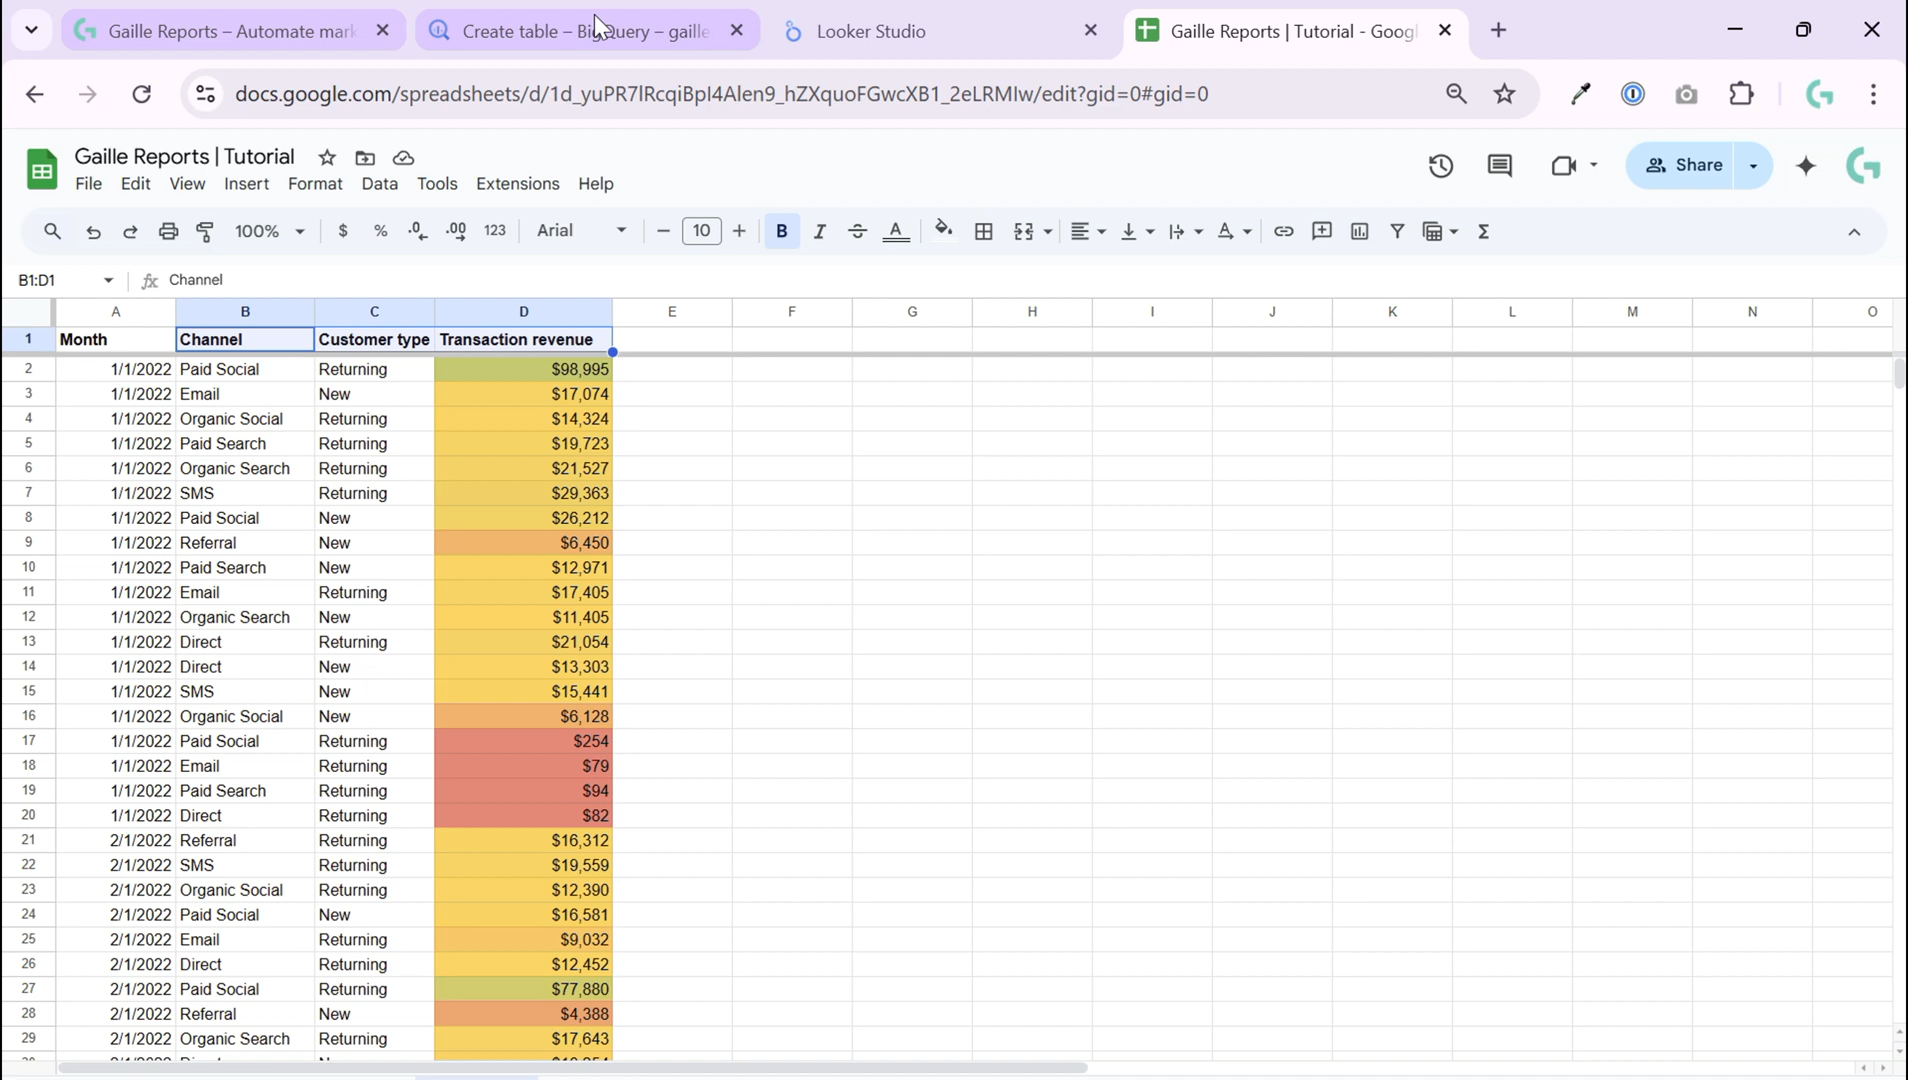 Gaille Reports – Automate mark
Create table – BigQuery – gaille
Looker Studio
Gaille Reports | Tutorial - Googl
docs.google.com/spreadsheets/d/1d_yuPR7lRcqiBpI4Alen9_hZXquoFGwcXB1_2eLRMIw/edit?gid=0#gid=0
Gaille Reports | Tutorial
File Edit View Insert Format Data Tools Extensions Help
Share
100% $ % .0 .00 123 Arial 10 B I
B1:D1 fx Channel
A B C D E F G H I J K L M N O
1 Month Channel Customer type Transaction revenue
2 1/1/2022 Paid Social Returning $98,995
3 1/1/2022 Email New $17,074
4 1/1/2022 Organic Social Returning $14,324
5 1/1/2022 Paid Search Returning $19,723
6 1/1/2022 Organic Search Returning $21,527
7 1/1/2022 SMS Returning $29,363
8 1/1/2022 Paid Social New $26,212
9 1/1/2022 Referral New $6,450
10 1/1/2022 Paid Search New $12,971
11 1/1/2022 Email Returning $17,405
12 1/1/2022 Organic Search New $11,405
13 1/1/2022 Direct Returning $21,054
14 1/1/2022 Direct New $13,303
15 1/1/2022 SMS New $15,441
16 1/1/2022 Organic Social New $6,128
17 1/1/2022 Paid Social Returning $254
18 1/1/2022 Email Returning $79
19 1/1/2022 Paid Search Returning $94
20 1/1/2022 Direct Returning $82
21 2/1/2022 Referral Returning $16,312
22 2/1/2022 SMS Returning $19,559
23 2/1/2022 Organic Social Returning $12,390
24 2/1/2022 Paid Social New $16,581
25 2/1/2022 Email Returning $9,032
26 2/1/2022 Direct Returning $12,452
27 2/1/2022 Paid Social Returning $77,880
28 2/1/2022 Referral New $4,388
29 2/1/2022 Organic Search Returning $17,643